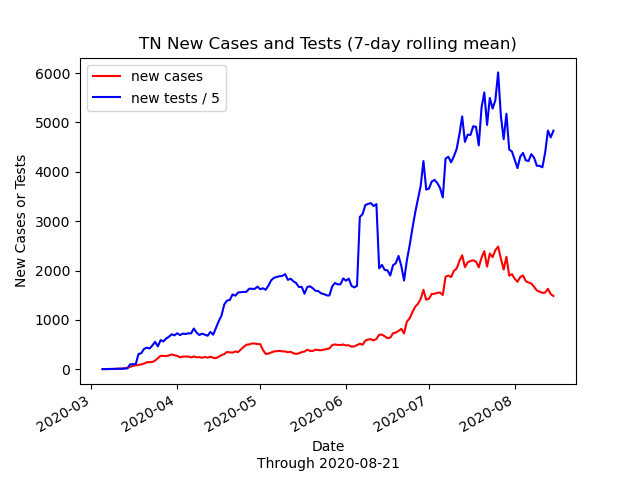 TN New Cases and Tests (7-day rolling mean)
new cases
new tests / 5
6000
5000
4000
3000
2000
1000
0
New Cases or Tests
2020-03
2020-04
2020-05
2020-06
2020-07
2020-08
Date
Through 2020-08-21